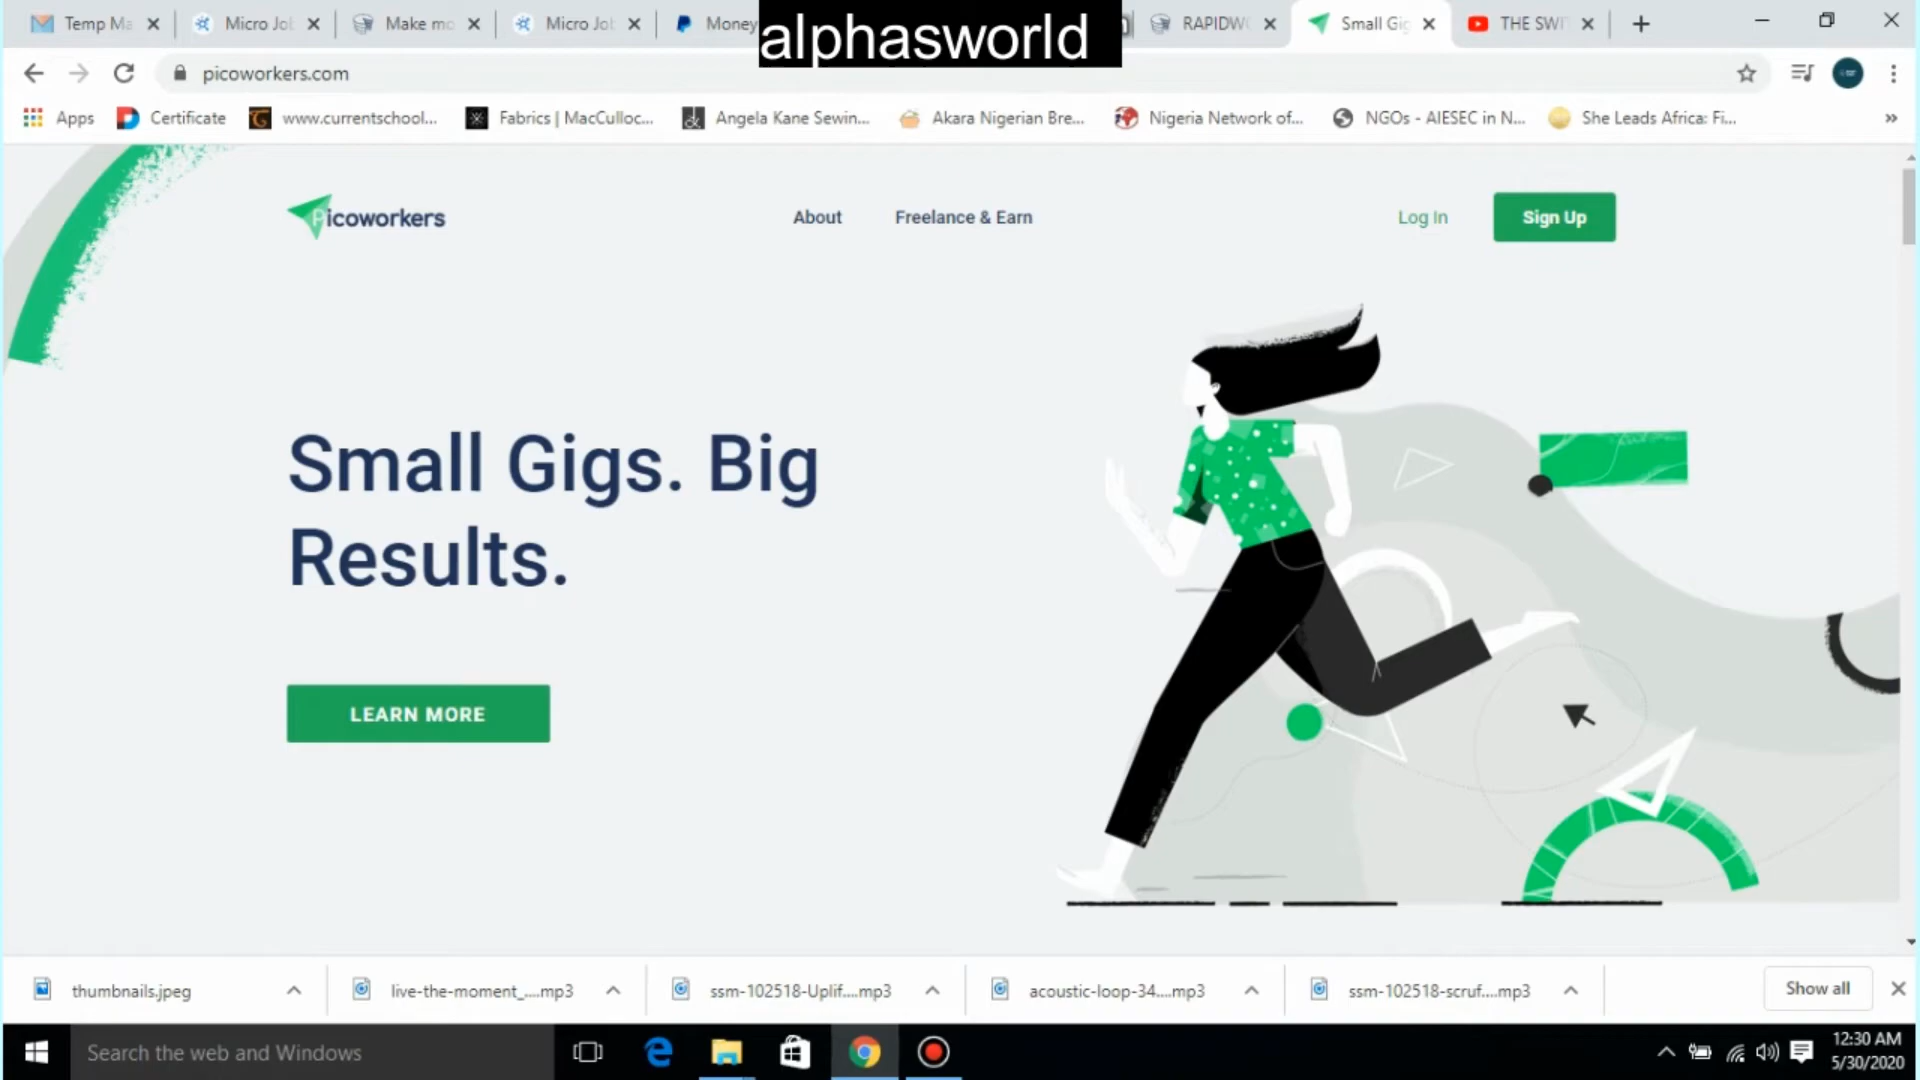 Temp Ma
Micro Jo
Make mo
Micro Jo
Money
alphasworld
RAPIDW
Small Gig
THE SWI
picoworkers.com
Apps
Certificate
www.currentschool...
Fabrics | MacCulloc...
Angela Kane Sewin...
Akara Nigerian Bre...
Nigeria Network of...
NGOs - AIESEC in N...
She Leads Africa: Fi...
»
Picoworkers
About
Freelance & Earn
Log In
Sign Up
Small Gigs. Big
Results.
LEARN MORE
thumbnails.jpeg
live-the-moment_....mp3
ssm-102518-Uplif....mp3
acoustic-loop-34....mp3
ssm-102518-scruf....mp3
Show all
Search the web and Windows
12:30 AM
5/30/2020